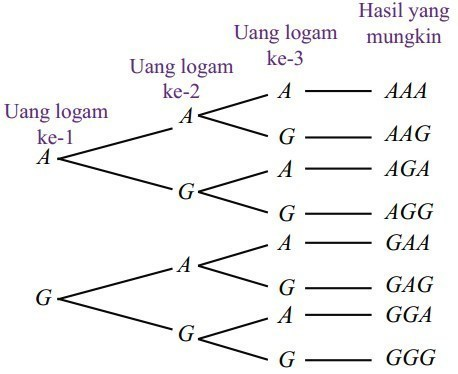 Hasil yang
mungkin
Uang logam
ke-3
Uang logam
ke-2
Uang logam
ke-1
A AAA
A
G AAG
A
A AGA
G
G AGG
A GAA
A
G GAG
G
A GGA
G
G GGG